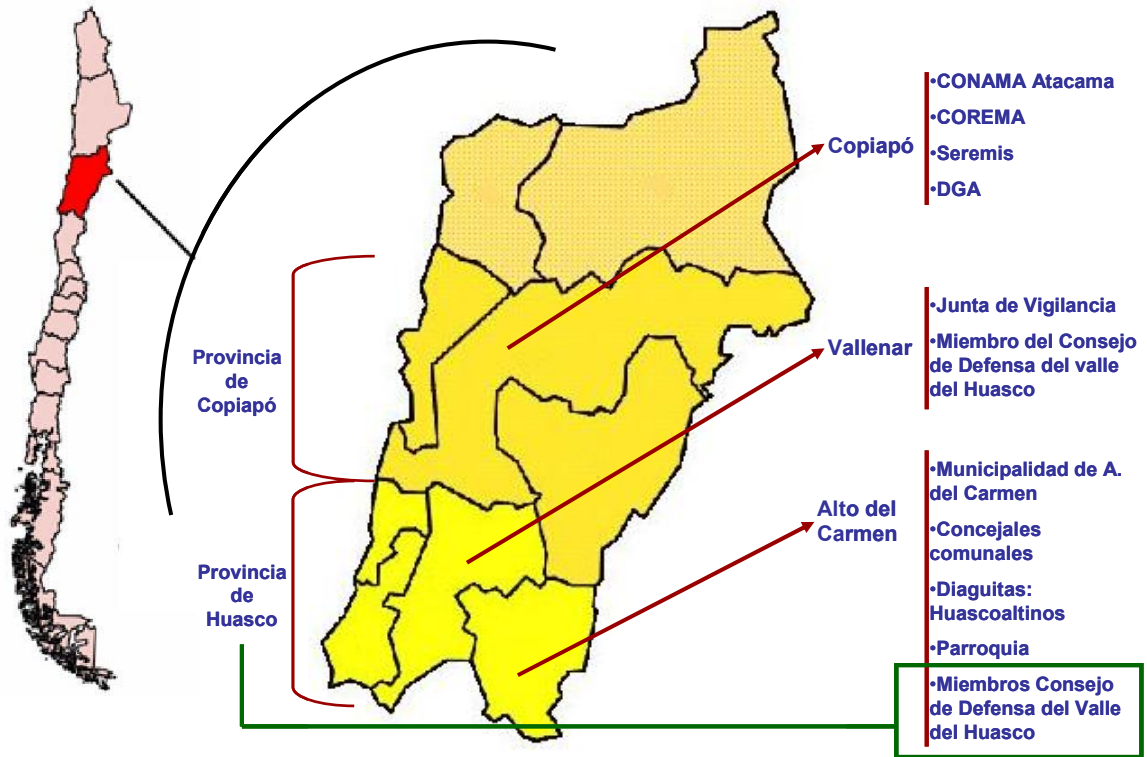 Provincia
de
Copiapó
Provincia
de
Huasco
Copiapó
•CONAMA Atacama
•COREMA
•Seremis
•DGA
Vallenar
•Junta de Vigilancia
•Miembro del Consejo
de Defensa del valle
del Huasco
Alto del
Carmen
•Municipalidad de A.
del Carmen
•Concejales
comunales
•Diaguitas:
Huascoaltinos
•Parroquia
•Miembros Consejo
de Defensa del Valle
del Huasco